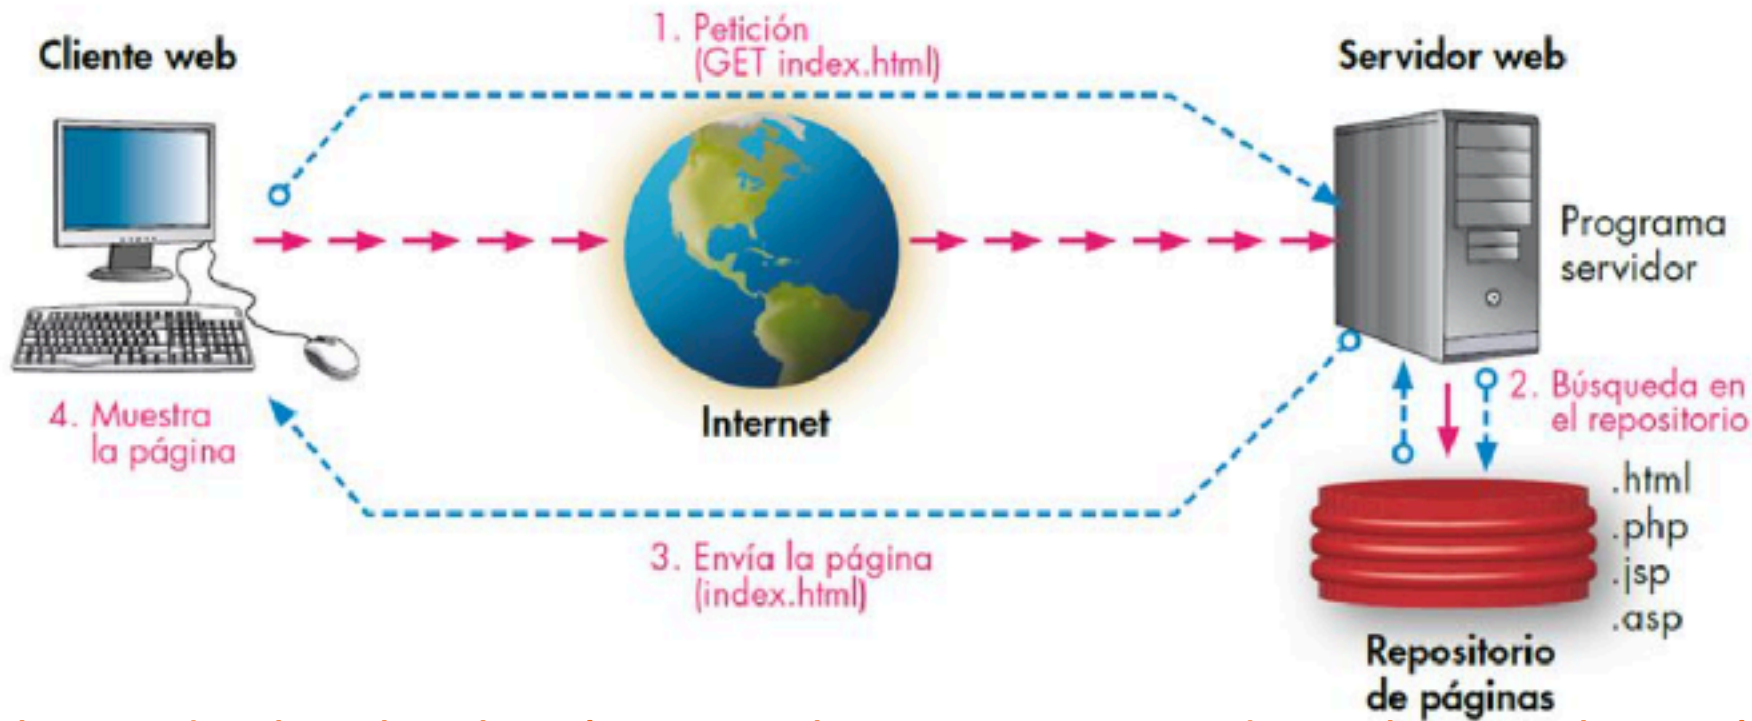 Cliente web
1. Petición
(GET index.html)
Servidor web
Programa
servidor
Internet
4. Muestra
la página
2. Búsqueda en
el repositorio
.html
.php
.jsp
.asp
3. Envía la página
(index.html)
Repositorio
de páginas